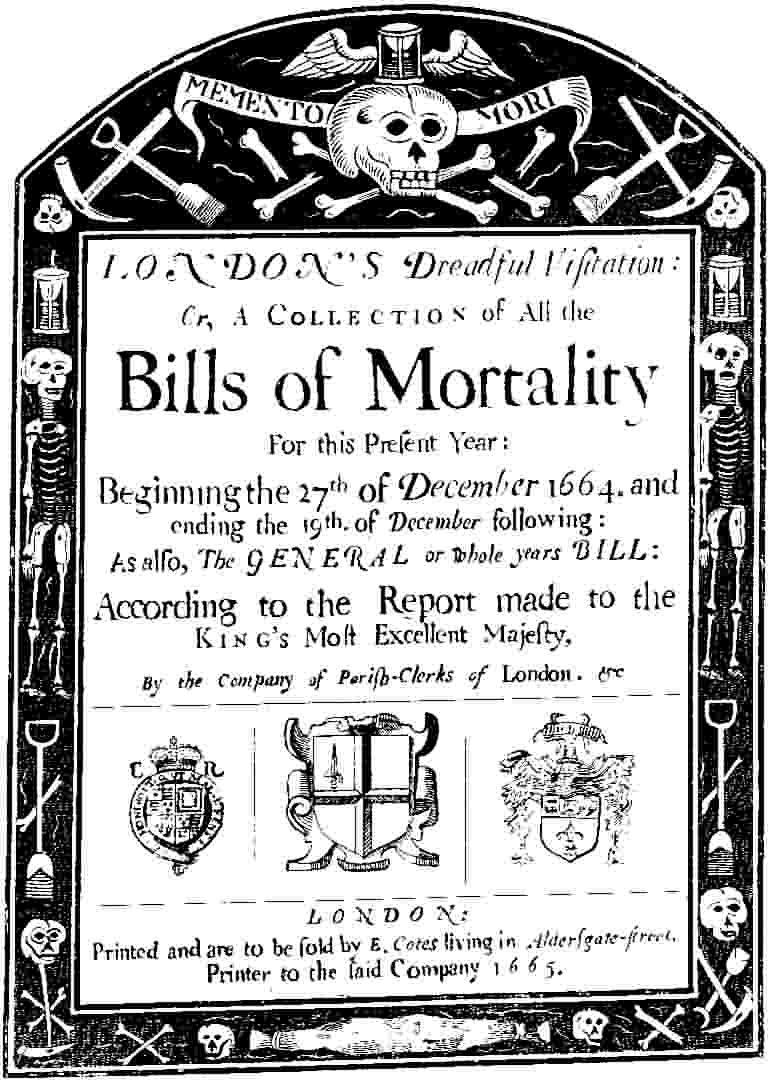 MEMENTO MORI
LONDON'S Dreadful Viſitation:
Or, A COLLECTION of All the
Bills of Mortality
For this Preſent Year:
Beginning the 27th of December 1664. and
ending the 19th. of December following:
As alſo, The GENERAL or whole years BILL:
According to the Report made to the
KING'S Moſt Excellent Majeſty,
By the Company of Pariſh-Clerks of London. &c
C R
LONDON:
Printed and are to be ſold by E. Cotes living in Alderſgate-ſtreet.
Printer to the ſaid Company 1665.